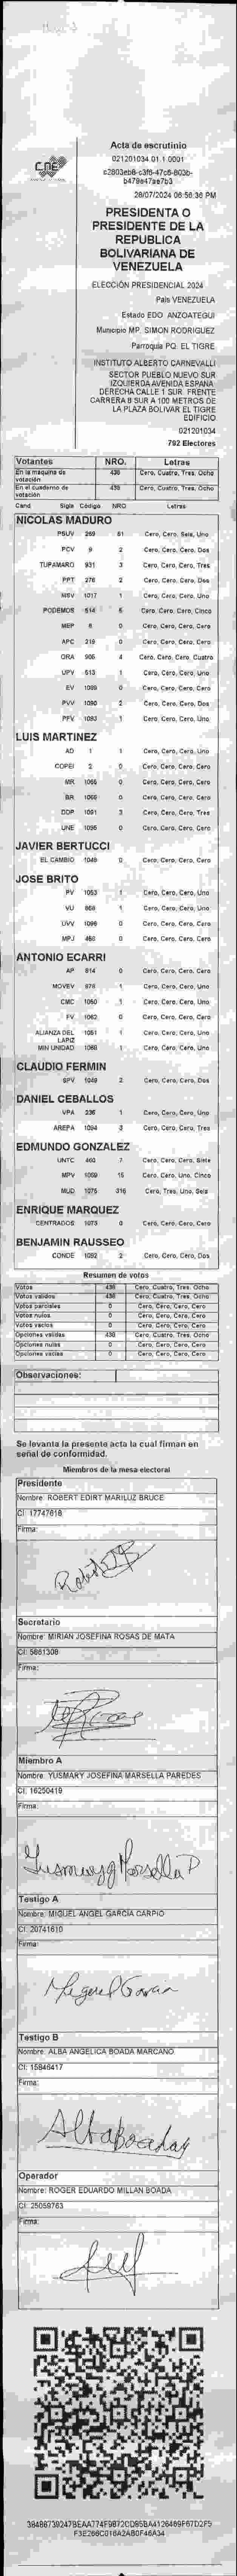 CNE
Acta de escrutinio
021201034.01.1.0001
28/07/2024 06:56:36 PM
PRESIDENTA O
PRESIDENTE DE LA
REPUBLICA
BOLIVARIANA DE
VENEZUELA
ELECCIÓN PRESIDENCIAL 2024
País VENEZUELA
Estado EDO. ANZOATEGUI
Municipio MP. SIMON RODRIGUEZ
Parroquia PQ. EL TIGRE
INSTITUTO ALBERTO CARNEVALLI
SECTOR PUEBLO NUEVO SUR
IZQUIERDA AVENIDA ESPAÑA.
DERECHA CALLE 1 SUR. FRENTE
CARRERA 8 SUR A 100 METROS DE
LA PLAZA BOLIVAR EL TIGRE
EDIFICIO
021201034
792 Electores
Votantes NRO. Letras
En la maquina de votación 438 Cero, Cuatro, Tres, Ocho
En el cuaderno de votación 438 Cero, Cuatro, Tres, Ocho
Cand Sigla Código NRO Letras
NICOLAS MADURO
PSUV 269 61 Cero, Cero, Seis, Uno
PCV 9 2 Cero, Cero, Cero, Dos
TUPAMARO 931 3 Cero, Cero, Cero, Tres
PPT 276 2 Cero, Cero, Cero, Dos
MSV 1017 1 Cero, Cero, Cero, Uno
PODEMOS 514 5 Cero, Cero, Cero, Cinco
MEP 8 0 Cero, Cero, Cero, Cero
APC 219 0 Cero, Cero, Cero, Cero
ORA 905 4 Cero, Cero, Cero, Cuatro
UPV 513 1 Cero, Cero, Cero, Uno
EV 1089 0 Cero, Cero, Cero, Cero
PVV 1090 2 Cero, Cero, Cero, Dos
PFV 1083 1 Cero, Cero, Cero, Uno
LUIS MARTINEZ
AD 1 1 Cero, Cero, Cero, Uno
COPEI 2 0 Cero, Cero, Cero, Cero
MR 1066 0 Cero, Cero, Cero, Cero
BR 0 Cero, Cero, Cero, Cero
DDP 1091 3 Cero, Cero, Cero, Tres
UNE 1096 0 Cero, Cero, Cero, Cero
JAVIER BERTUCCI
EL CAMBIO 1049 0 Cero, Cero, Cero, Cero
JOSE BRITO
PV 1053 1 Cero, Cero, Cero, Uno
VU 868 1 Cero, Cero, Cero, Uno
UVV 1098 0 Cero, Cero, Cero, Cero
MPJ 468 0 Cero, Cero, Cero, Cero
ANTONIO ECARRI
AP 814 0 Cero, Cero, Cero, Cero
MOVEV 978 1 Cero, Cero, Cero, Uno
CMC 1050 1 Cero, Cero, Cero, Uno
FV 1062 0 Cero, Cero, Cero, Cero
ALIANZA DEL LAPIZ 1051 1 Cero, Cero, Cero, Uno
MIN UNIDAD 1088 1 Cero, Cero, Cero, Uno
CLAUDIO FERMIN
SPV 1048 2 Cero, Cero, Cero, Dos
DANIEL CEBALLOS
VPA 236 1 Cero, Cero, Cero, Uno
AREPA 1094 3 Cero, Cero, Cero, Tres
EDMUNDO GONZALEZ
UNTC 460 7 Cero, Cero, Cero, Siete
MPV 1059 15 Cero, Cero, Uno, Cinco
MUD 1075 316 Cero, Tres, Uno, Seis
ENRIQUE MARQUEZ
CENTRADOS 1073 0 Cero, Cero, Cero, Cero
BENJAMIN RAUSSEO
CONDE 1092 2 Cero, Cero, Cero, Dos
Resumen de votos
Votos 438 Cero, Cuatro, Tres, Ocho
Votos validos 438 Cero, Cuatro, Tres, Ocho
Votos parciales 0 Cero, Cero, Cero, Cero
Votos nulos 0 Cero, Cero, Cero, Cero
Votos vacios 0 Cero, Cero, Cero, Cero
Opciones validas 438 Cero, Cuatro, Tres, Ocho
Opciones nulas 0 Cero, Cero, Cero, Cero
Opciones vacias 0 Cero, Cero, Cero, Cero
Observaciones:
Se levanta la presente acta la cual firman en
señal de conformidad.
Miembros de la mesa electoral
Presidente
Nombre: ROBERT EDIRT MARILUZ BRUCE
CI: 17747616
Firma:
Secretario
Nombre: MIRIAN JOSEFINA ROSAS DE MATA
CI: 5881308
Firma:
Miembro A
Nombre: YUSMARY JOSEFINA MARSELLA PAREDES
CI: 16250419
Firma:
Yusmary Marsella P
Testigo A
Nombre: MIGUEL ANGEL GARCIA CARPIO
CI: 20741610
Firma:
Testigo B
Nombre: ALBA ANGELICA BOADA MARCANO
CI: 15846417
Firma:
Operador
Nombre: ROGER EDUARDO MILLAN BOADA
CI: 25059763
Firma: